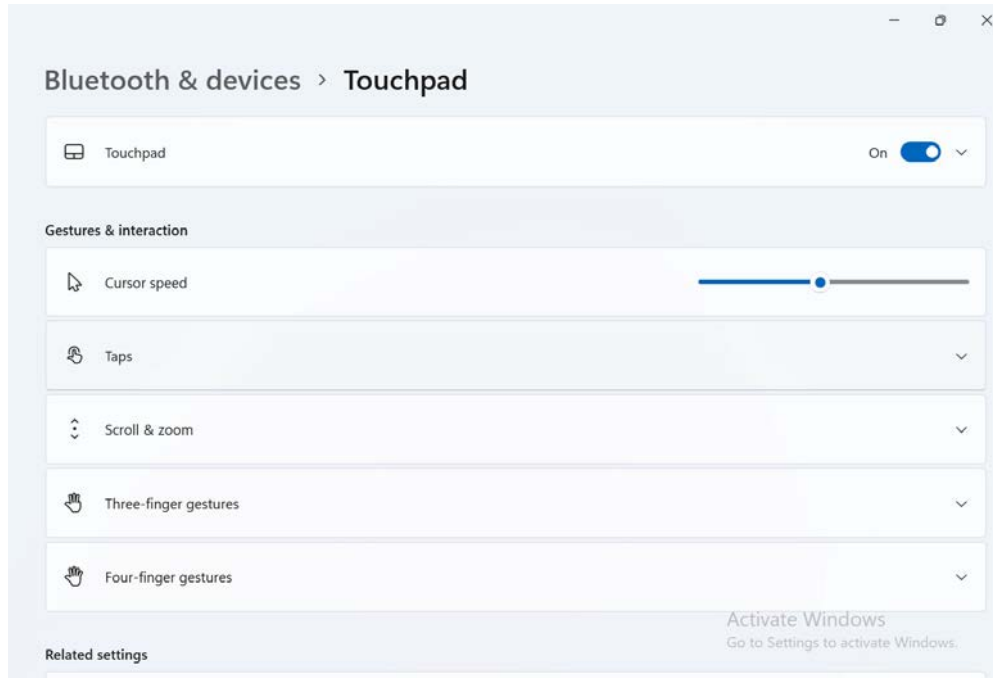 Bluetooth & devices > Touchpad
Touchpad On
Gestures & interaction
Cursor speed
Taps
Scroll & zoom
Three-finger gestures
Four-finger gestures
Activate Windows
Go to Settings to activate Windows.
Related settings